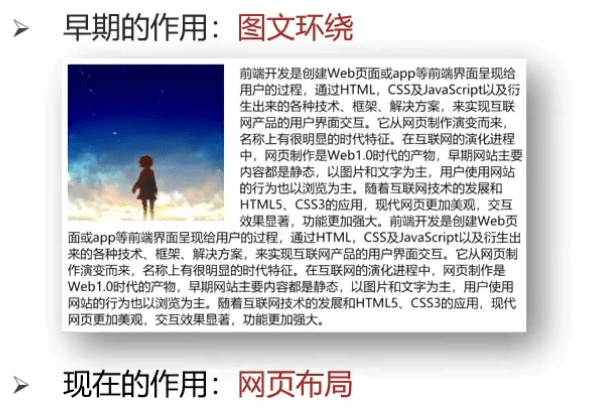 ➢ 早期的作用：图文环绕
前端开发是创建Web页面或app等前端界面呈现给
用户的过程，通过HTML，CSS及JavaScript以及衍
生出来的各种技术、框架、解决方案，来实现互联
网产品的用户界面交互。它从网页制作演变而来，
名称上有很明显的时代特征。在互联网的演化进程
中，网页制作是Web1.0时代的产物，早期网站主要
内容都是静态，以图片和文字为主，用户使用网站
的行为也以浏览为主。随着互联网技术的发展和
HTML5、CSS3的应用，现代网页更加美观，交互
效果显著，功能更加强大。前端开发是创建Web页
面或app等前端界面呈现给用户的过程，通过HTML，CSS及JavaScript以及衍生出
来的各种技术、框架、解决方案，来实现互联网产品的用户界面交互。它从网页制
作演变而来，名称上有很明显的时代特征。在互联网的演化进程中，网页制作是
Web1.0时代的产物，早期网站主要内容都是静态，以图片和文字为主，用户使用
网站的行为也以浏览为主。随着互联网技术的发展和HTML5、CSS3的应用，现代
网页更加美观，交互效果显著，功能更加强大。
➢ 现在的作用：网页布局